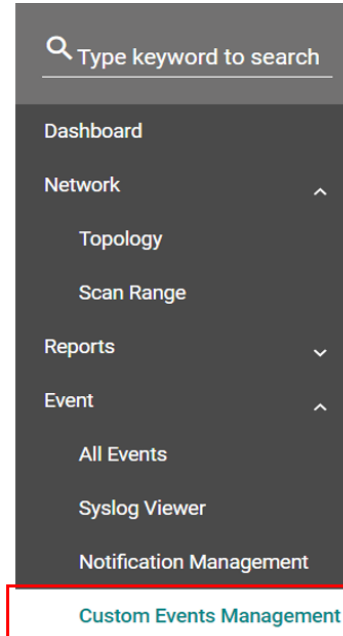 Type keyword to search
Dashboard
Network
Topology
Scan Range
Reports
Event
All Events
Syslog Viewer
Notification Management
Custom Events Management